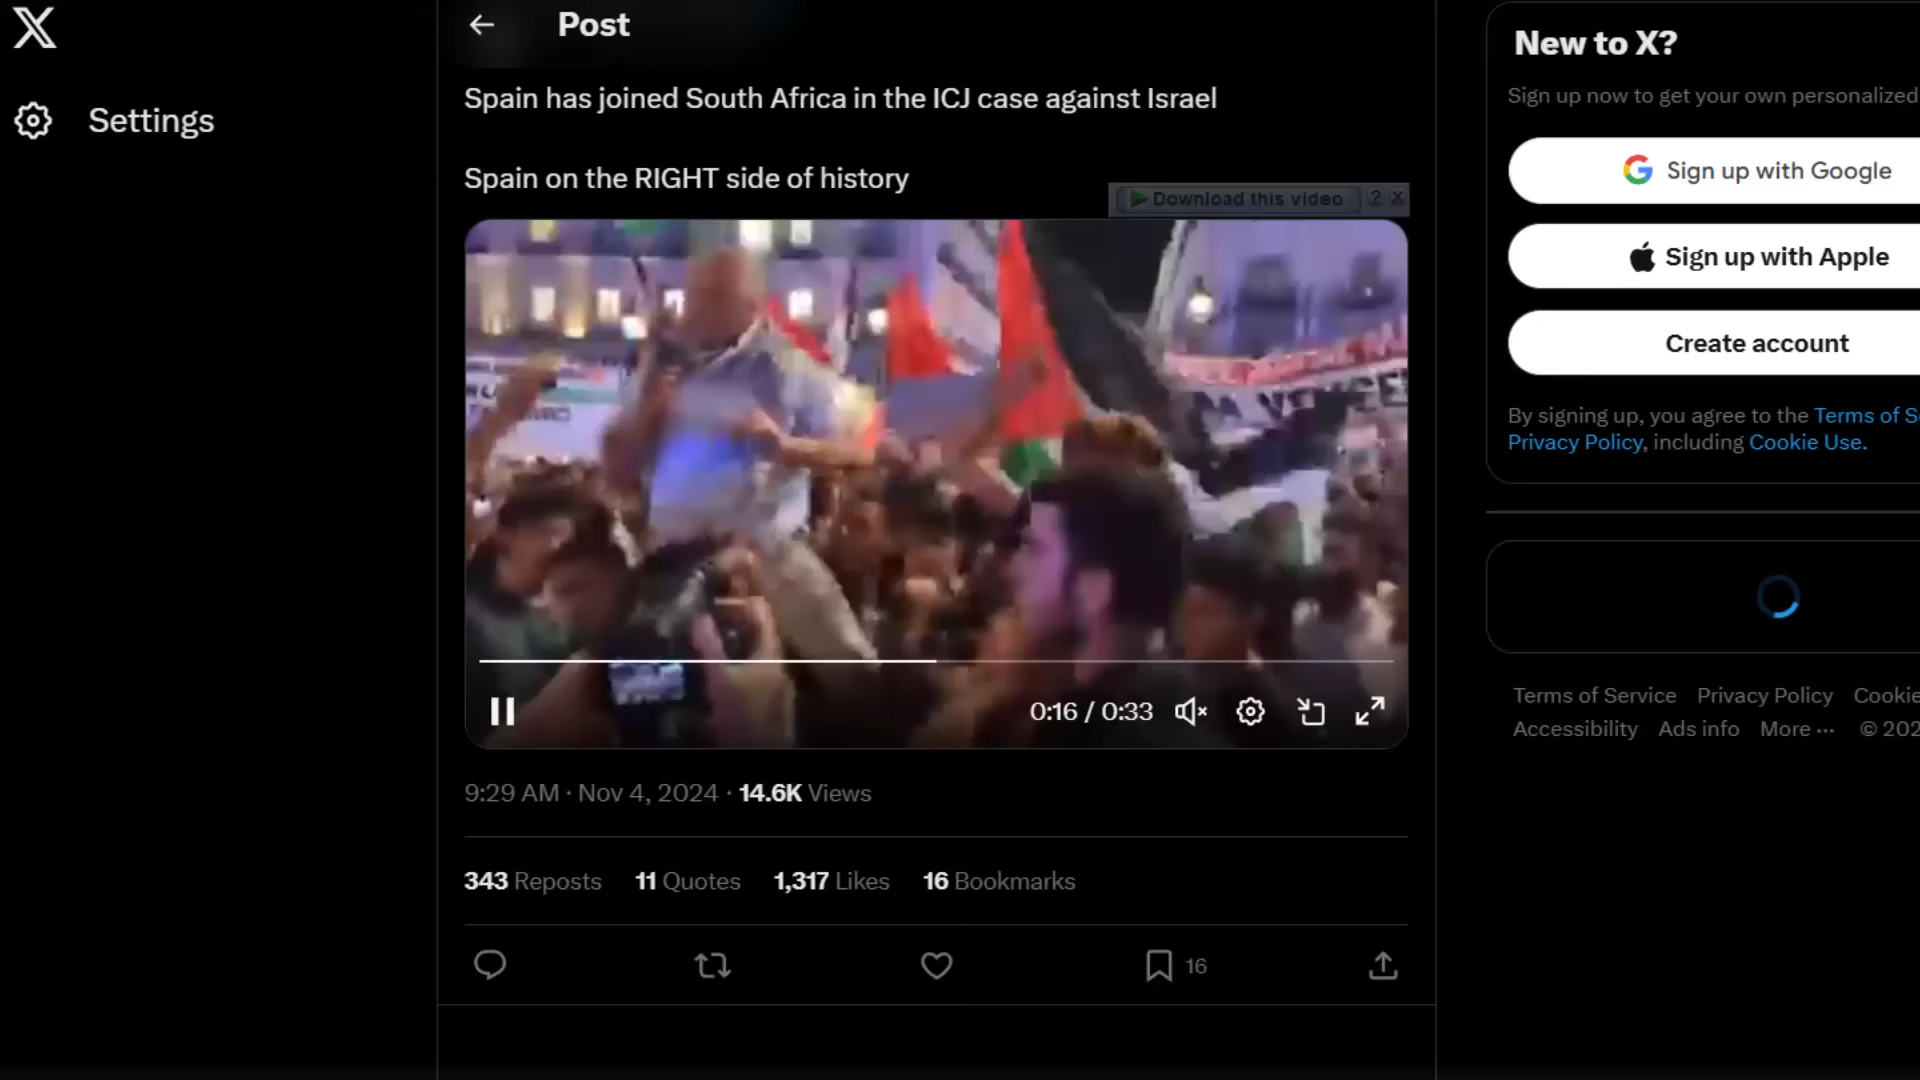 Post
Settings
Spain has joined South Africa in the ICJ case against Israel
Spain on the RIGHT side of history
Download this video
?
X
0:16 / 0:33
9:29 AM · Nov 4, 2024 · 14.6K Views
343 Reposts 11 Quotes 1,317 Likes 16 Bookmarks
16
New to X?
Sign up now to get your own personalized
Sign up with Google
Sign up with Apple
Create account
By signing up, you agree to the Terms of S
Privacy Policy, including Cookie Use.
Terms of Service Privacy Policy Cookie
Accessibility Ads info More ··· © 202